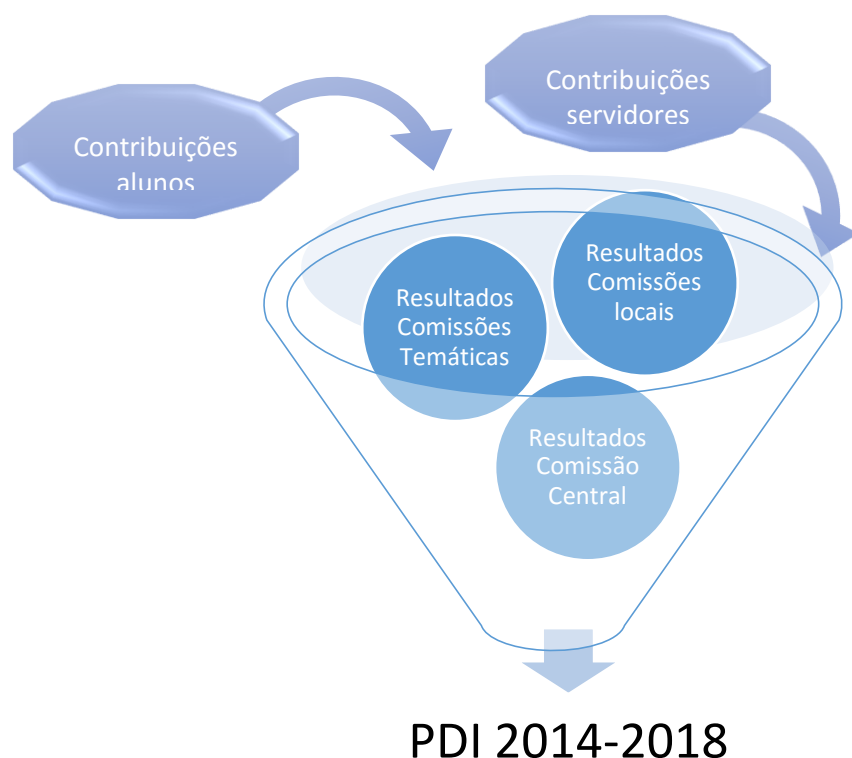 Contribuições
alunos
Contribuições
servidores
Resultados
Comissões
Temáticas
Resultados
Comissões
locais
Resultados
Comissão
Central
PDI 2014-2018